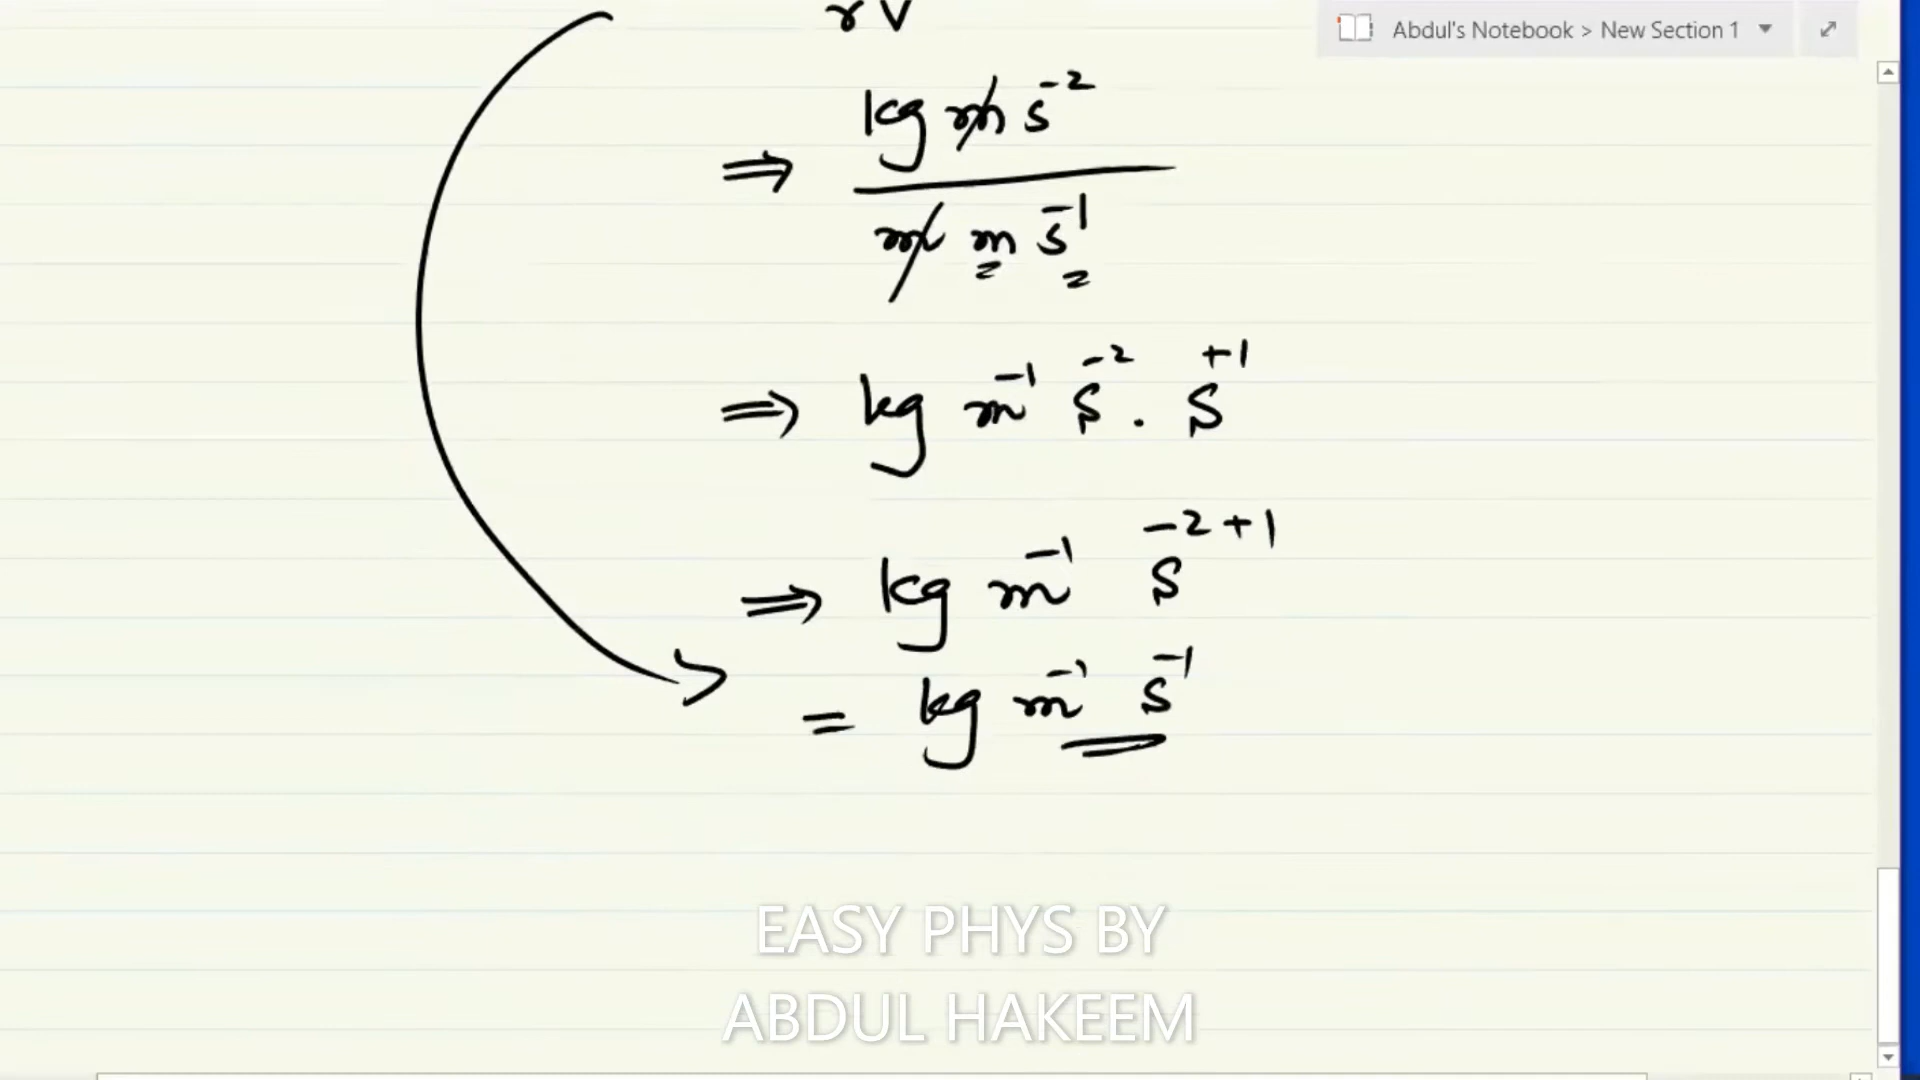 r v
Abdul's Notebook > New Section 1
⇒ kg m s⁻²
m m s⁻¹
⇒ kg m⁻¹ s⁻² . s⁺¹
⇒ kg m⁻¹ s⁻²⁺¹
= kg m⁻¹ s⁻¹
EASY PHYS BY
ABDUL HAKEEM